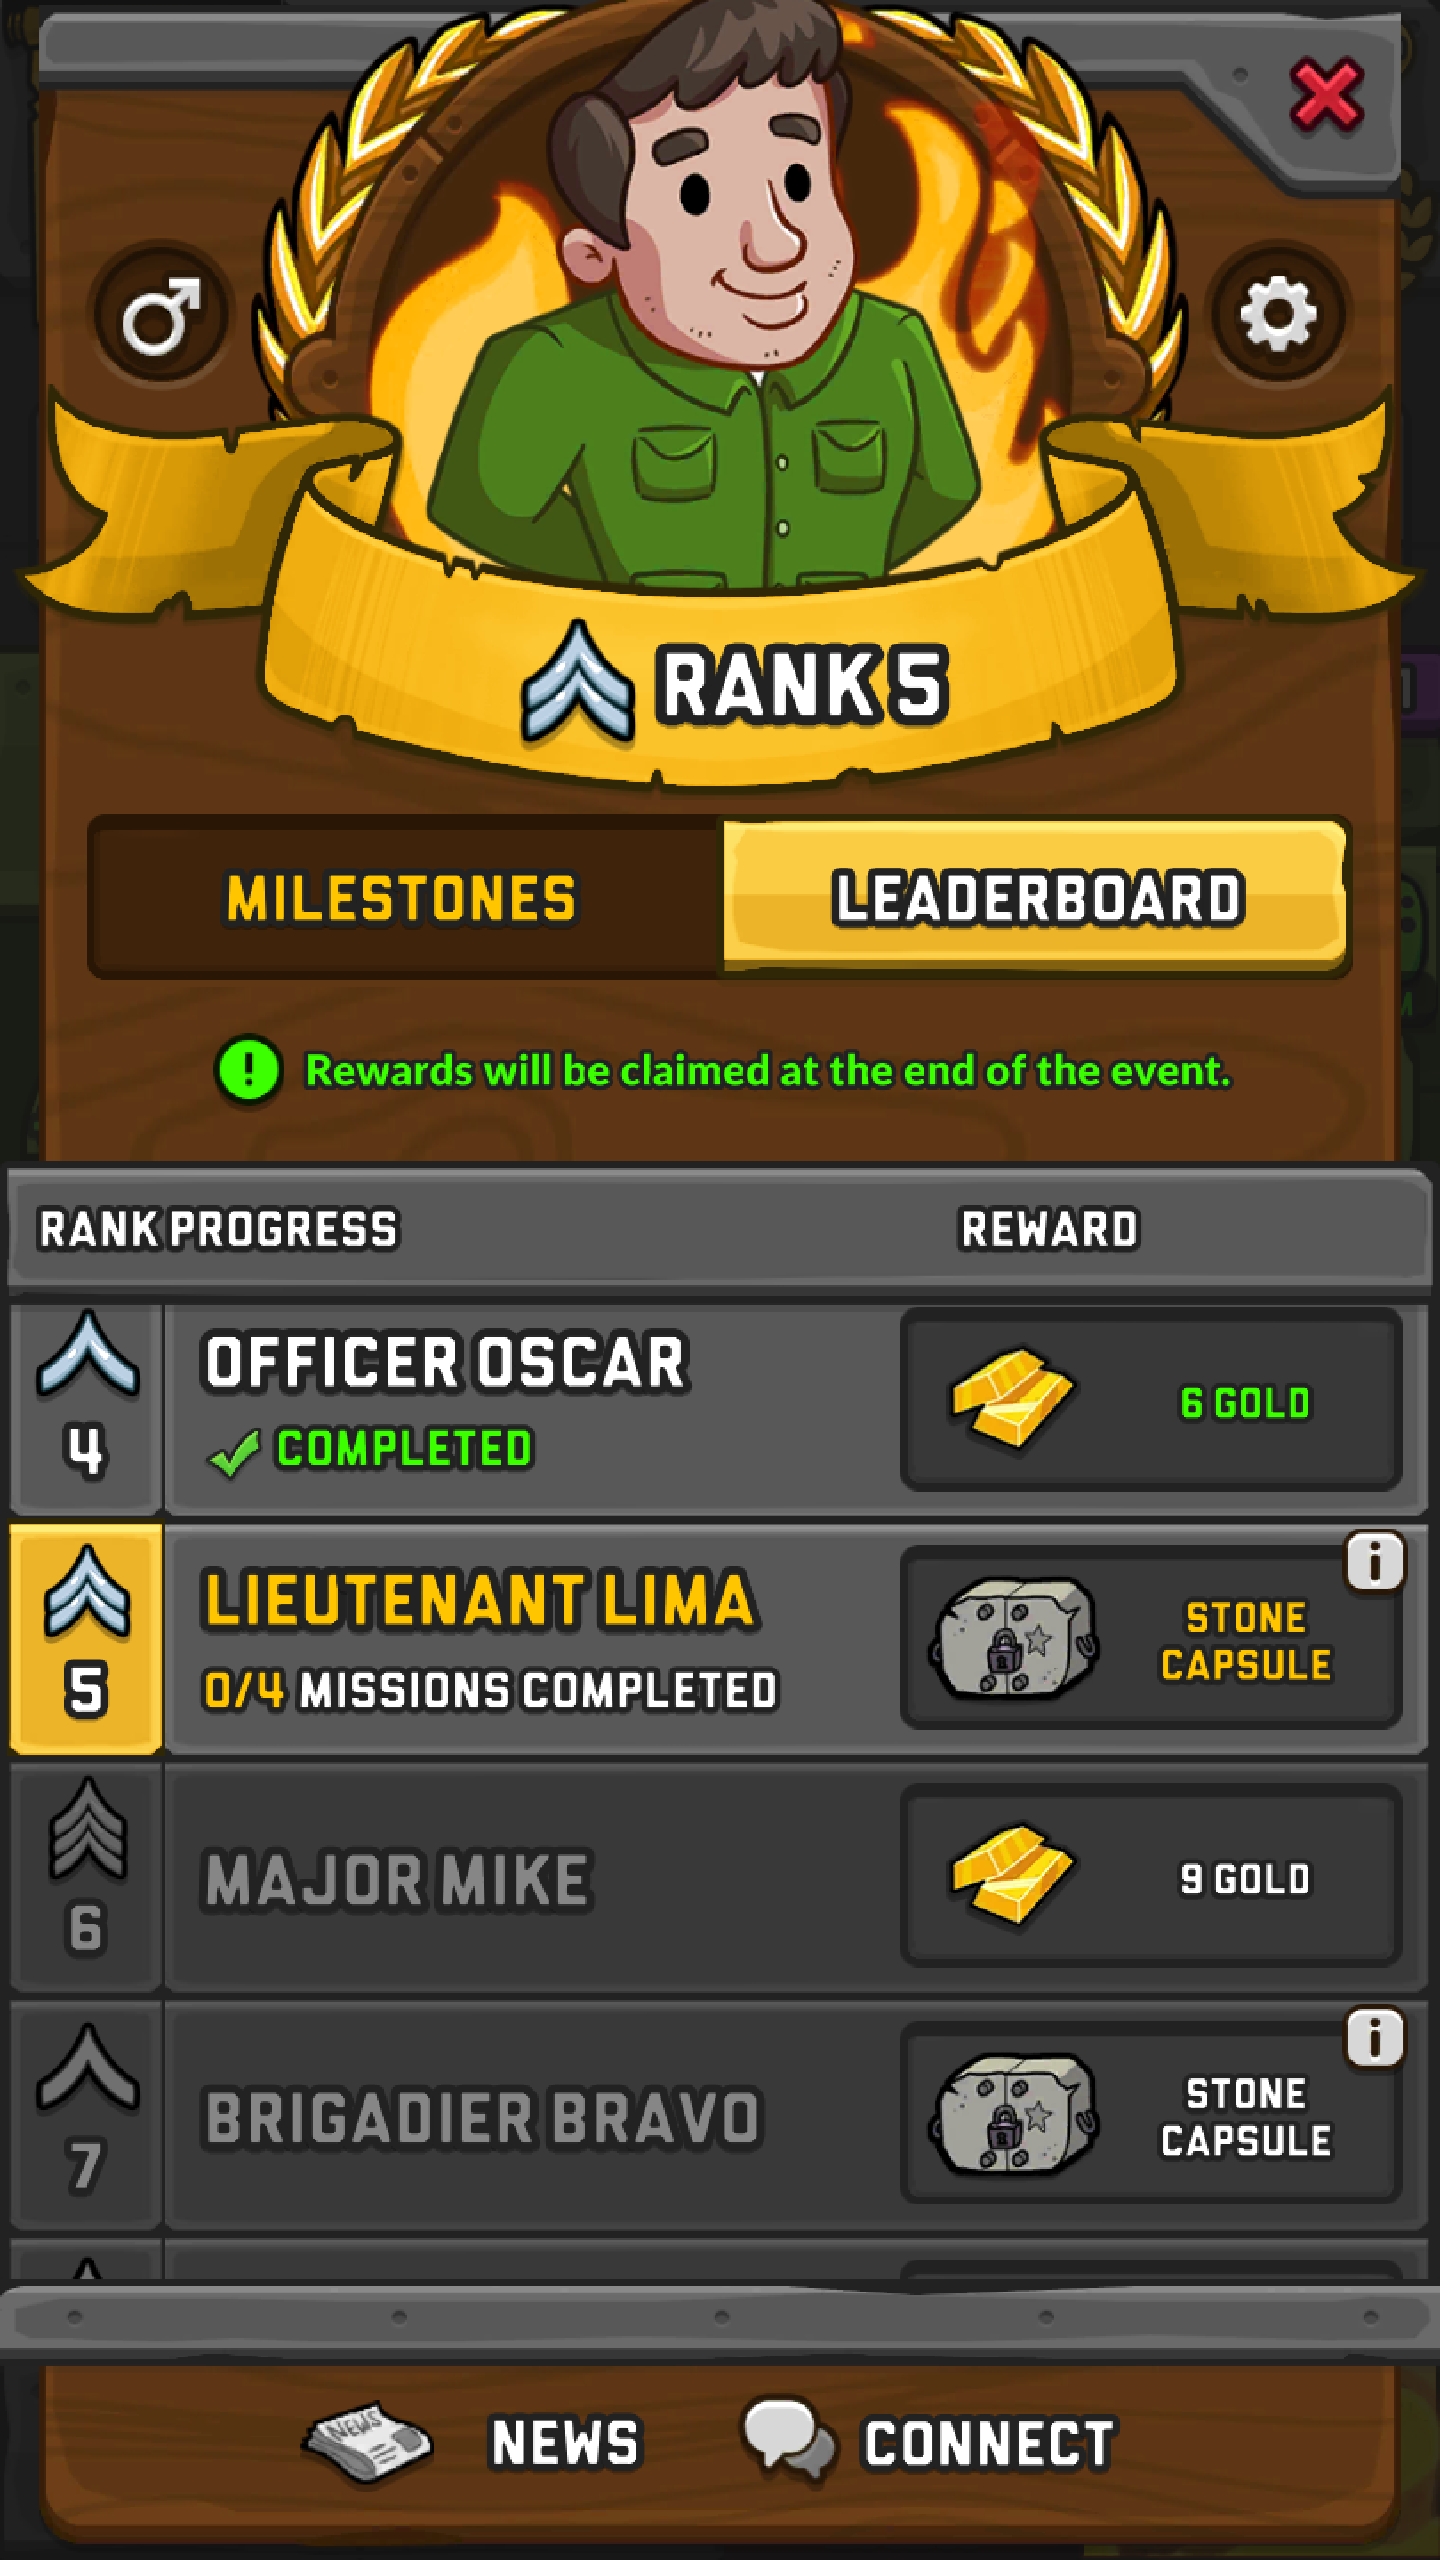 RANK 5
MILESTONES
LEADERBOARD
Rewards will be claimed at the end of the event.
RANK PROGRESS
REWARD
4
OFFICER OSCAR
COMPLETED
6 GOLD
5
LIEUTENANT LIMA
0/4 MISSIONS COMPLETED
STONE
CAPSULE
6
MAJOR MIKE
9 GOLD
7
BRIGADIER BRAVO
STONE
CAPSULE
NEWS
NEWS
CONNECT